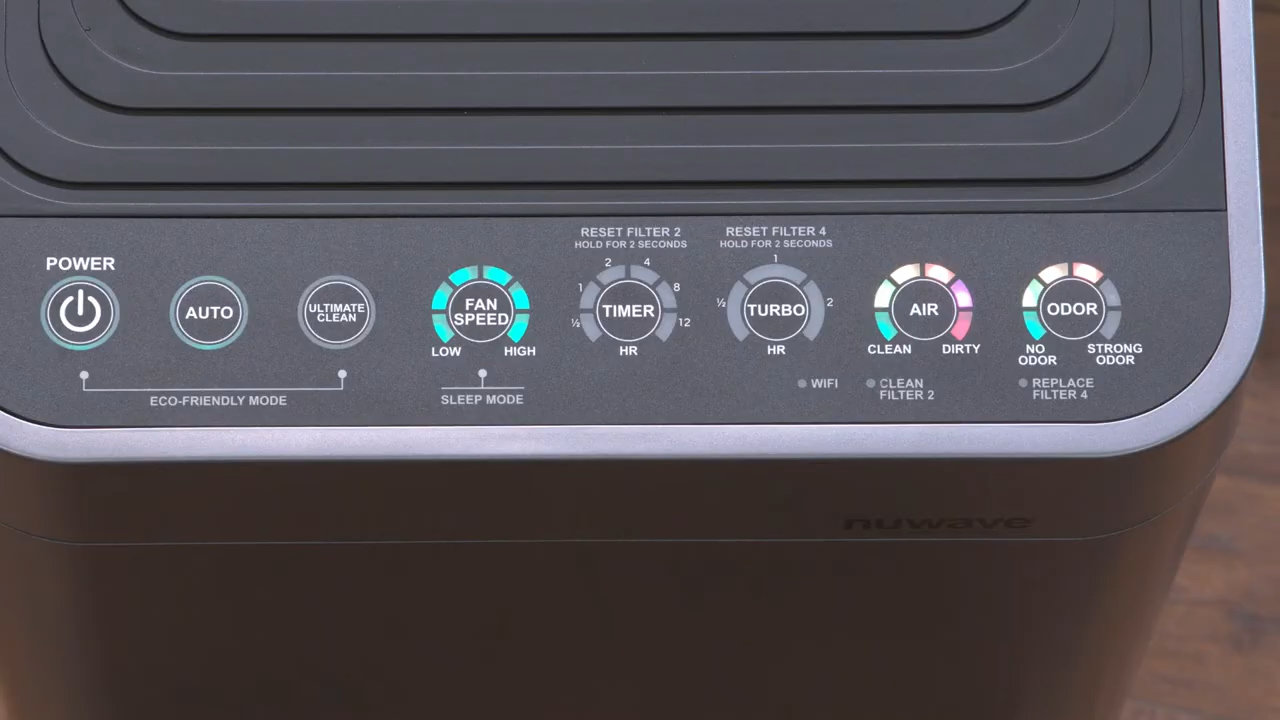 POWER
AUTO
ULTIMATE
CLEAN
ECO-FRIENDLY MODE
FAN
SPEED
LOW HIGH
SLEEP MODE
RESET FILTER 2
HOLD FOR 2 SECONDS
½ 1 2 4 8 12
TIMER
HR
RESET FILTER 4
HOLD FOR 2 SECONDS
½ 1 2
TURBO
HR
WIFI
AIR
CLEAN DIRTY
CLEAN
FILTER 2
ODOR
NO
ODOR
STRONG
ODOR
REPLACE
FILTER 4
nuwave